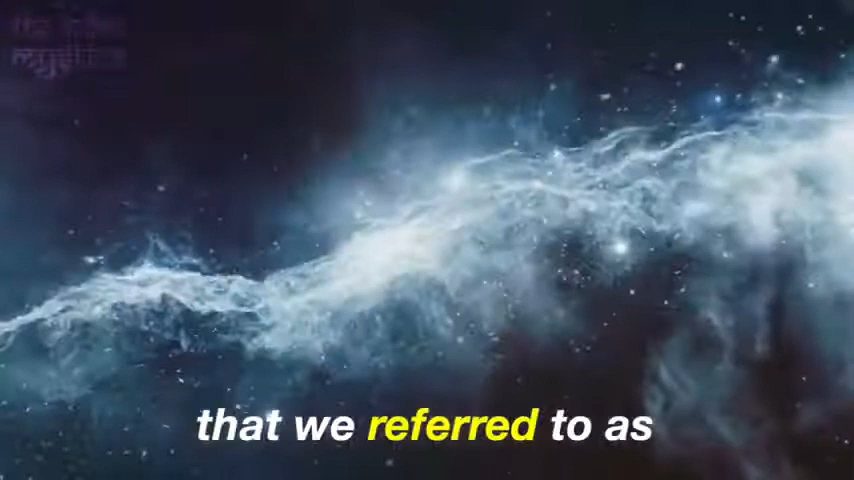 that we referred to as